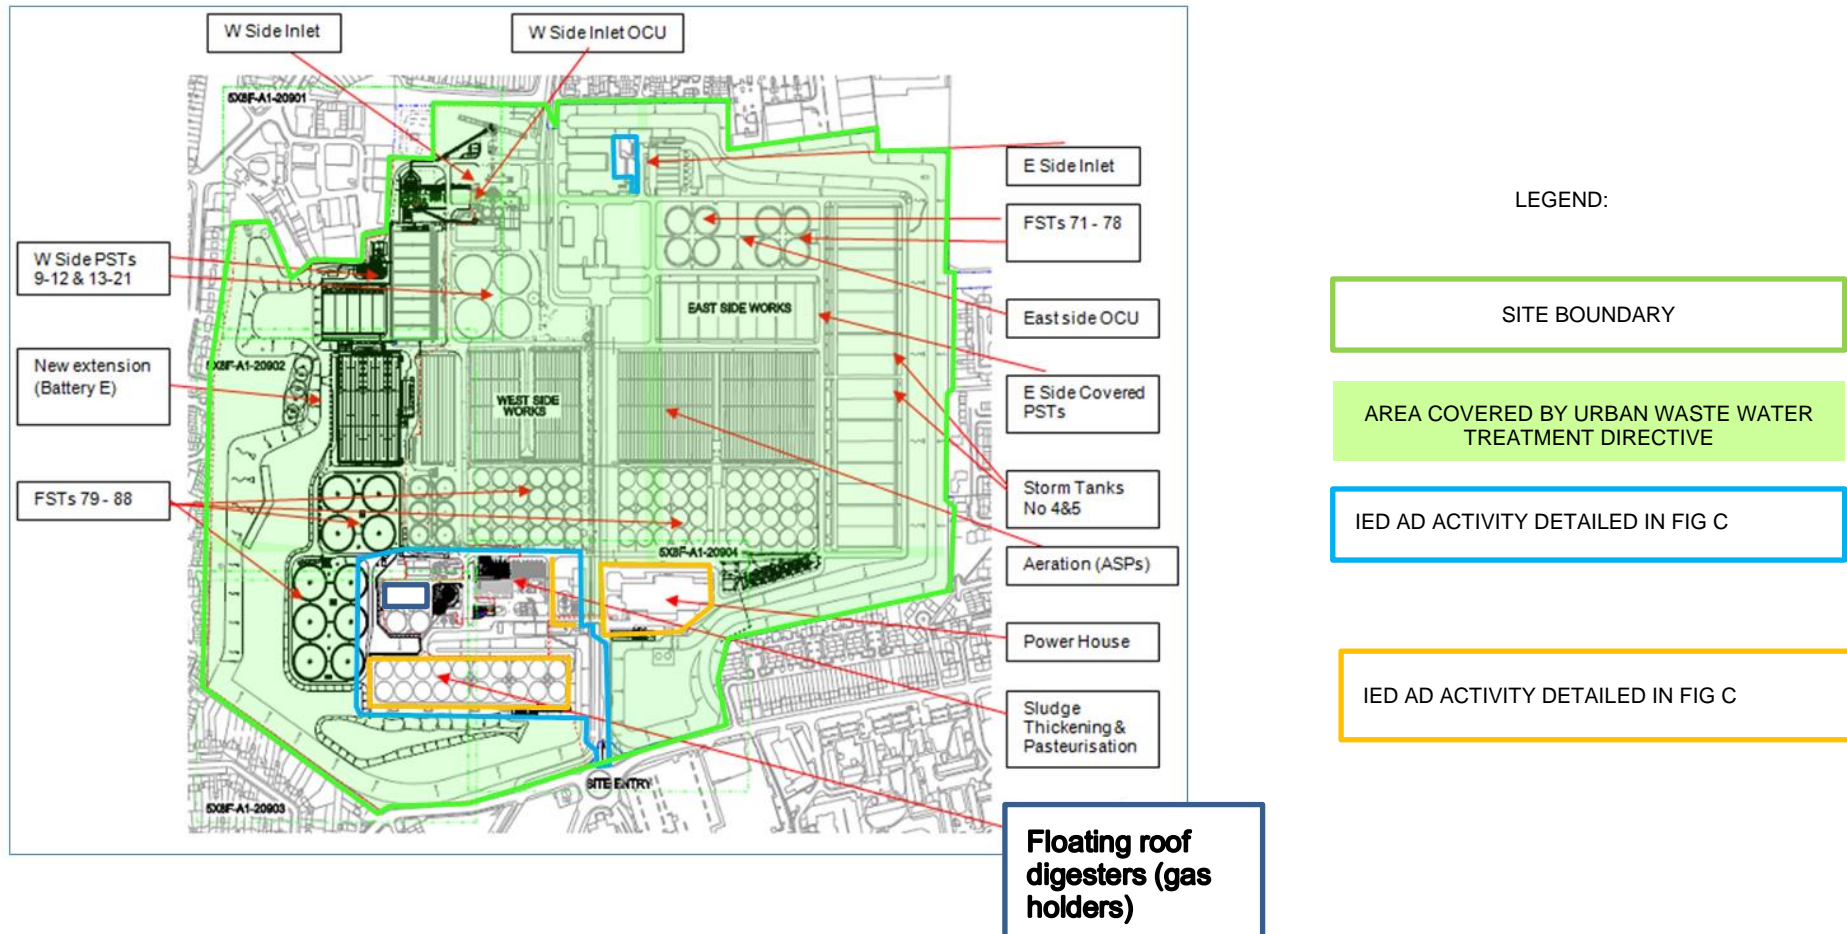 W Side Inlet
W Side Inlet OCU
5X8F-A1-20901
E Side Inlet
FSTs 71 - 78
W Side PSTs
9-12 & 13-21
EAST SIDE WORKS
East side OCU
New extension
(Battery E)
5X8F-A1-20902
WEST SIDE
WORKS
E Side Covered
PSTs
FSTs 79 - 88
Storm Tanks
No 4&5
5X8F-A1-20904
Aeration (ASPs)
Power House
Sludge
Thickening &
Pasteurisation
SITE ENTRY
5X8F-A1-20903
Floating roof
digesters (gas
holders)
LEGEND:
SITE BOUNDARY
AREA COVERED BY URBAN WASTE WATER
TREATMENT DIRECTIVE
IED AD ACTIVITY DETAILED IN FIG C
IED AD ACTIVITY DETAILED IN FIG C